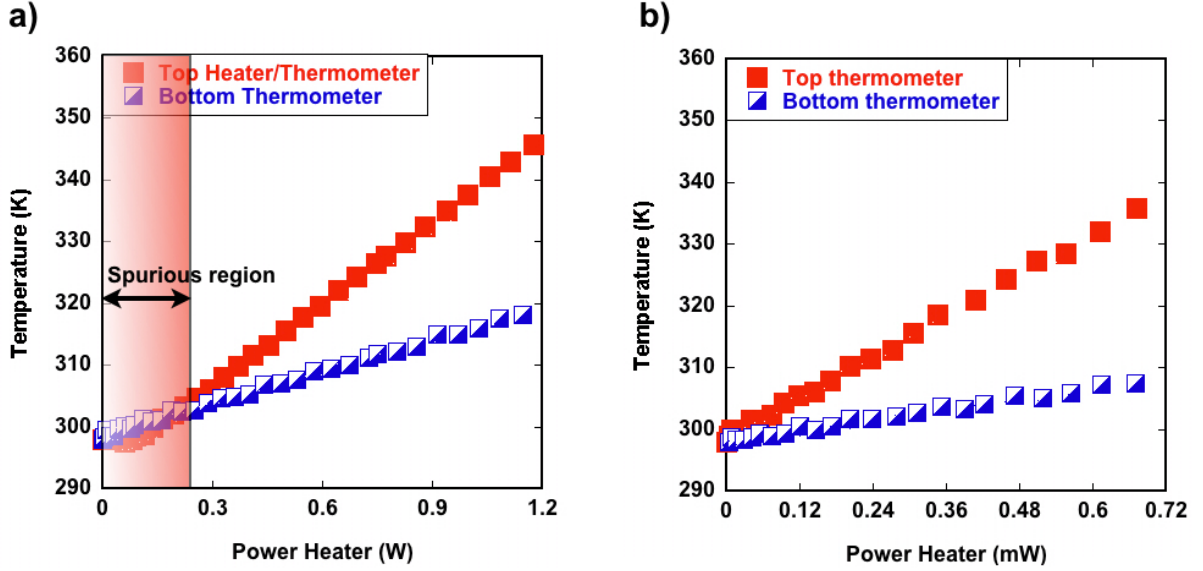 a)
360
350
340
330
320
310
300
290
Temperature (K)
Top Heater/Thermometer
Bottom Thermometer
Spurious region
0 0.3 0.6 0.9 1.2
Power Heater (W)
b)
360
350
340
330
320
310
300
290
Temperature (K)
Top thermometer
Bottom thermometer
0 0.12 0.24 0.36 0.48 0.6 0.72
Power Heater (mW)